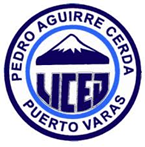 PEDRO AGUIRRE CERDA
LICEO
PUERTO VARAS